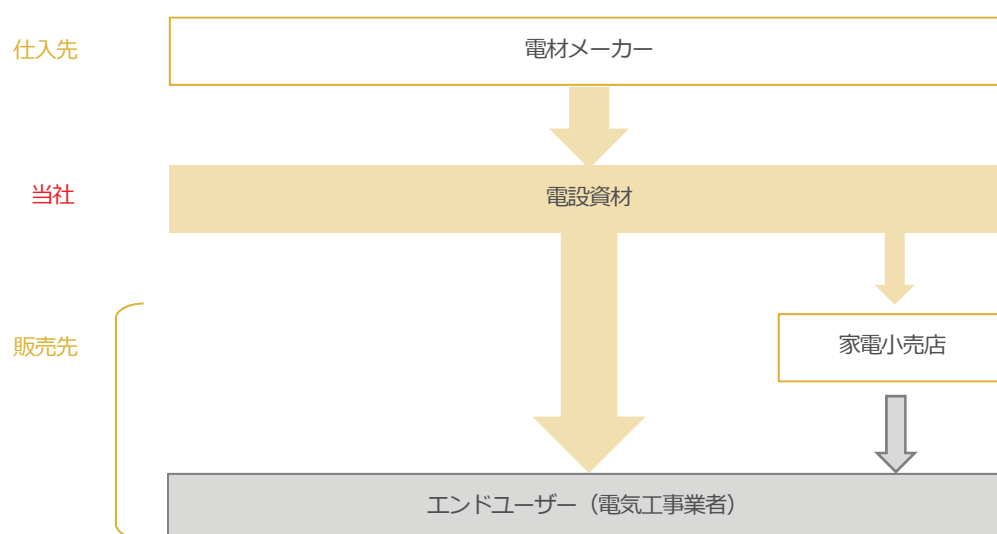 仕入先
電材メーカー
当社
電設資材
販売先
家電小売店
エンドユーザー（電気工事業者）